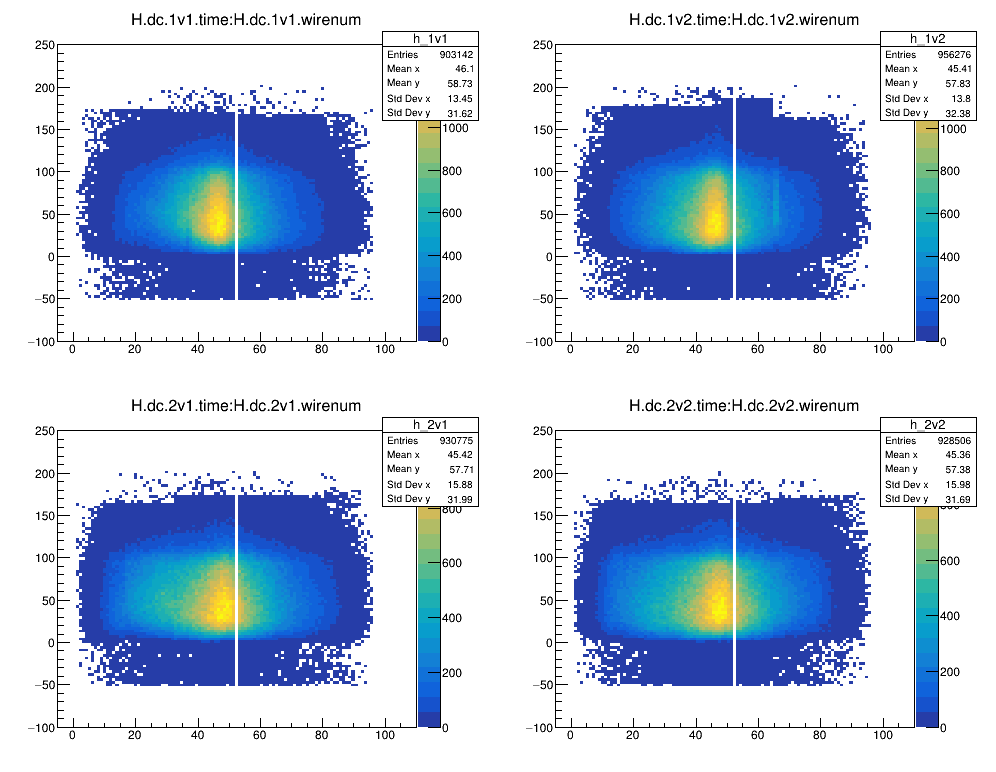 H.dc.1v1.time:H.dc.1v1.wirenum
h_1v1
Entries 903142
Mean x 46.1
Mean y 58.73
Std Dev x 13.45
Std Dev y 31.62
250
200
150
100
50
0
−50
−100
0 20 40 60 80 100
1000
800
600
400
200
0
H.dc.1v2.time:H.dc.1v2.wirenum
h_1v2
Entries 956276
Mean x 45.41
Mean y 57.83
Std Dev x 13.8
Std Dev y 32.38
250
200
150
100
50
0
−50
−100
0 20 40 60 80 100
1000
800
600
400
200
0
H.dc.2v1.time:H.dc.2v1.wirenum
h_2v1
Entries 930775
Mean x 45.42
Mean y 57.71
Std Dev x 15.88
Std Dev y 31.99
250
200
150
100
50
0
−50
−100
0 20 40 60 80 100
800
600
400
200
0
H.dc.2v2.time:H.dc.2v2.wirenum
h_2v2
Entries 928506
Mean x 45.36
Mean y 57.38
Std Dev x 15.98
Std Dev y 31.69
250
200
150
100
50
0
−50
−100
0 20 40 60 80 100
600
400
200
0